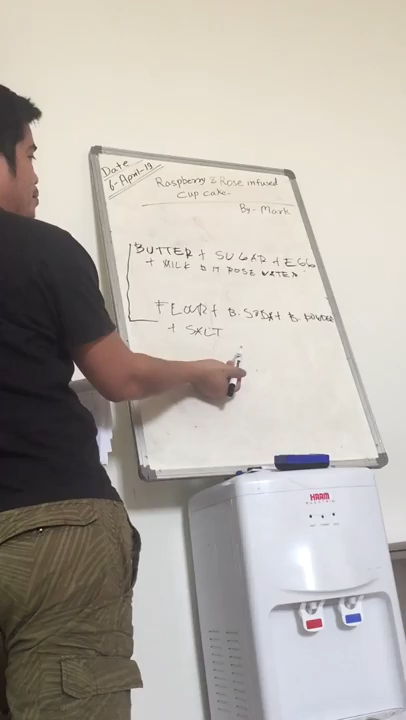 Date
6-April-19
Raspberry & Rose infused
Cup cake-
By- Mark
BUTTER + SUGAR + EGG
+ MILK ROSE WATER
FLOUR + B. SODA + B. POWDER
+ SALT
HAAM
ELECTRIC